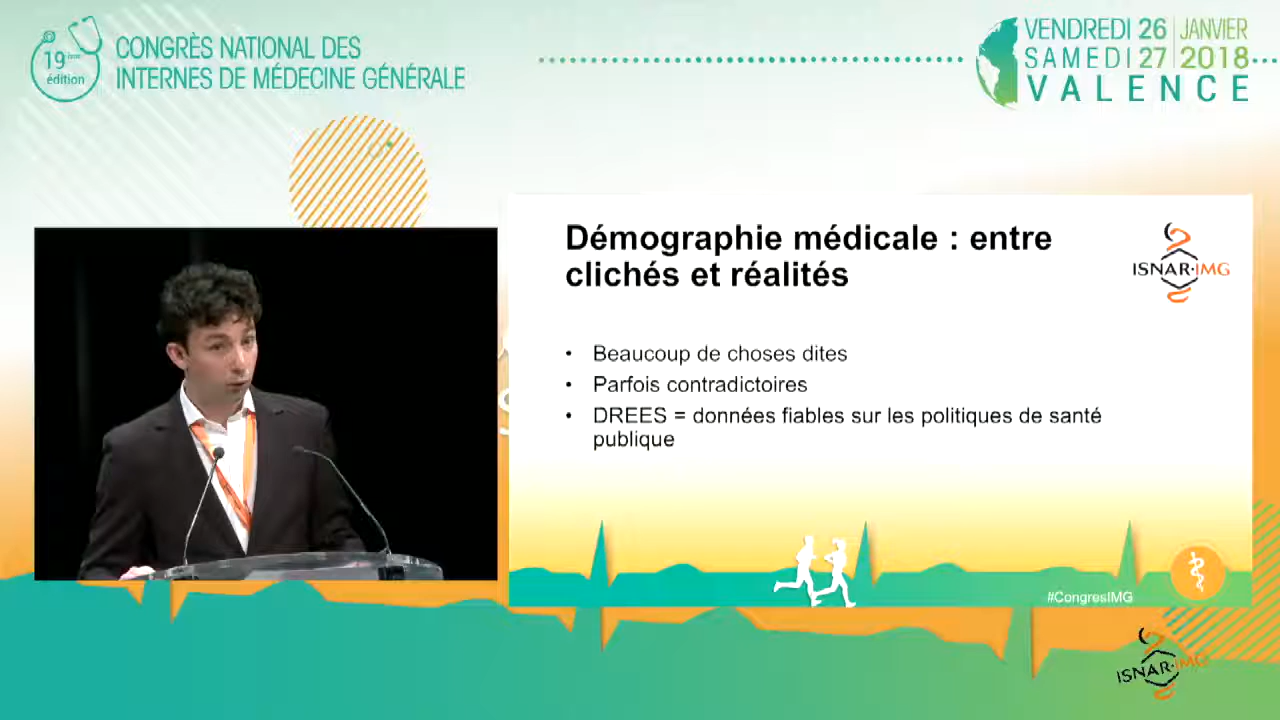 19ème
édition
CONGRÈS NATIONAL DES
INTERNES DE MÉDECINE GÉNÉRALE
VENDREDI 26 JANVIER
SAMEDI 27 2018
VALENCE
Démographie médicale : entre
clichés et réalités
ISNAR-IMG
• Beaucoup de choses dites
• Parfois contradictoires
• DREES = données fiables sur les politiques de santé
publique
#CongresIMG
ISNAR-IMG